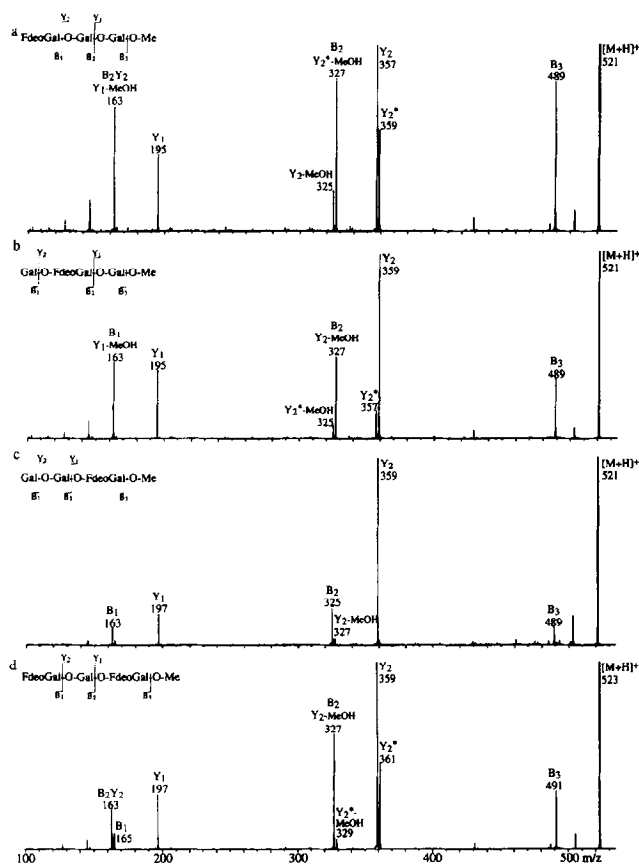 a
Y2 Y1
FdeoGal-O-Gal-O-Gal-O-Me
B1 B2 B3
B2Y2
Y1-MeOH
163
Y1
195
B2
Y2*-MeOH
327
Y2-MeOH
325
Y2
357
Y2*
359
B3
489
[M+H]+
521
b
Y2 Y1
Gal-O-FdeoGal-O-Gal-O-Me
B1 B2 B3
B1
Y1-MeOH
163
Y1
195
B2
Y2-MeOH
327
Y2*-MeOH
325
Y2
359
Y2*
357
B3
489
[M+H]+
521
c
Y2 Y1
Gal-O-Gal-O-FdeoGal-O-Me
B1 B3
B1
163
Y1
197
B2
325
Y2-MeOH
327
Y2
359
B3
489
[M+H]+
521
d
Y2 Y1
FdeoGal-O-Gal-O-FdeoGal-O-Me
B1 B2 B3
B2Y2
163
B1
165
Y1
197
B2
Y2-MeOH
327
Y2*-
MeOH
329
Y2
359
Y2*
361
B3
491
[M+H]+
523
100 200 300 400 500 m/z